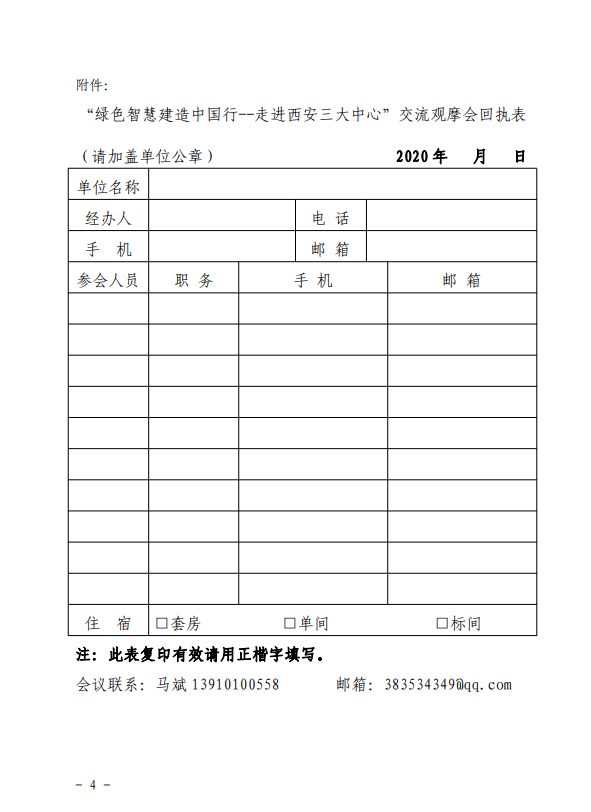 附件：
“绿色智慧建造中国行--走进西安三大中心”交流观摩会回执表
（请加盖单位公章） 2020 年 月 日
单位名称
经办人 电 话
手 机 邮 箱
参会人员 职 务 手 机 邮 箱
住 宿 □套房 □单间 □标间
注：此表复印有效请用正楷字填写。
会议联系：马斌 13910100558 邮箱：383534349@qq.com
- 4 -